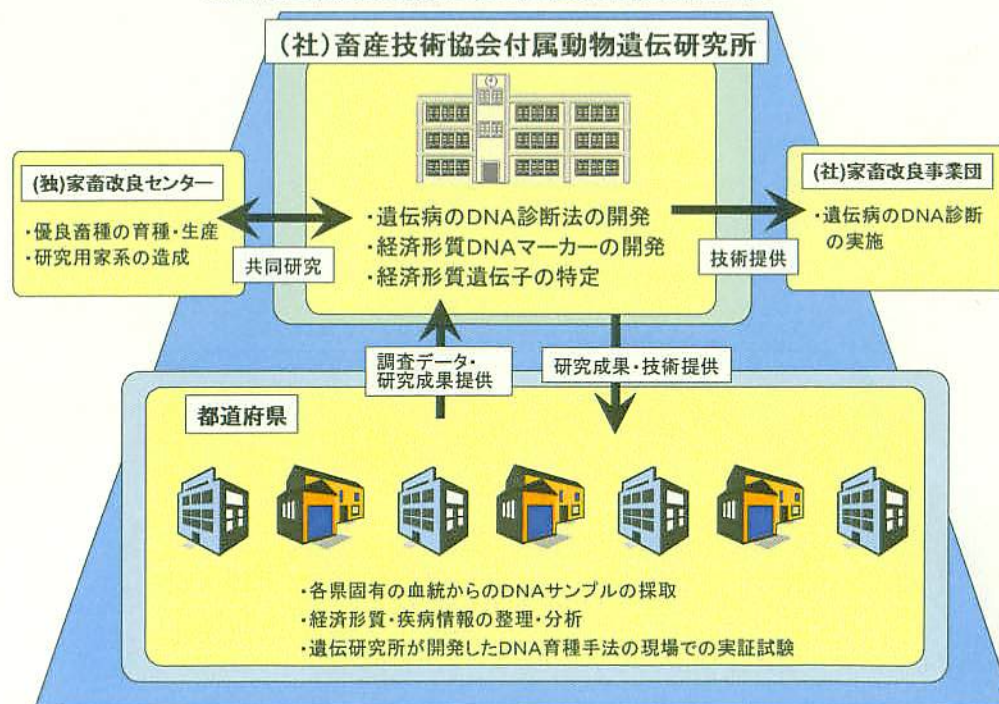 (社)畜産技術協会付属動物遺伝研究所
(独)家畜改良センター
・優良畜種の育種・生産
・研究用家系の造成
共同研究
・遺伝病のDNA診断法の開発
・経済形質DNAマーカーの開発
・経済形質遺伝子の特定
技術提供
(社)家畜改良事業団
・遺伝病のDNA診断
の実施
調査データ・
研究成果提供
研究成果・技術提供
都道府県
・各県固有の血統からのDNAサンプルの採取
・経済形質・疾病情報の整理・分析
・遺伝研究所が開発したDNA育種手法の現場での実証試験